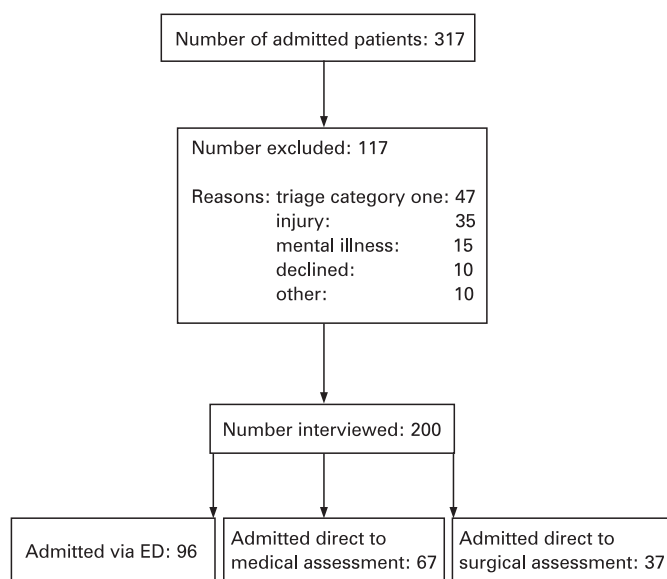 Number of admitted patients: 317
Number excluded: 117
Reasons: triage category one: 47
injury: 35
mental illness: 15
declined: 10
other: 10
Number interviewed: 200
Admitted via ED: 96
Admitted direct to
medical assessment: 67
Admitted direct to
surgical assessment: 37